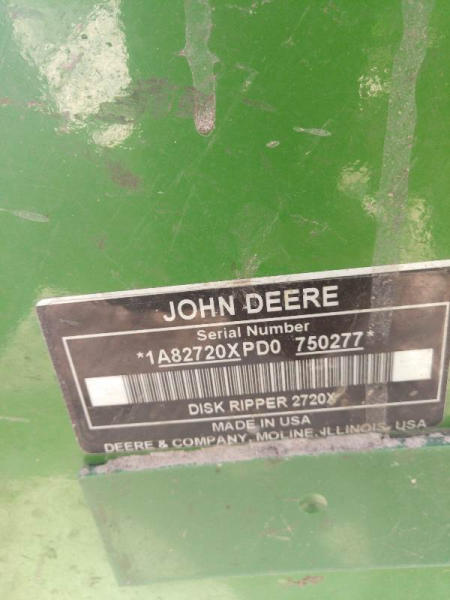 JOHN DEERE
Serial Number
*1A82720XPD0 750277*
DISK RIPPER 2720X
MADE IN USA
DEERE & COMPANY, MOLINE, ILLINOIS, USA